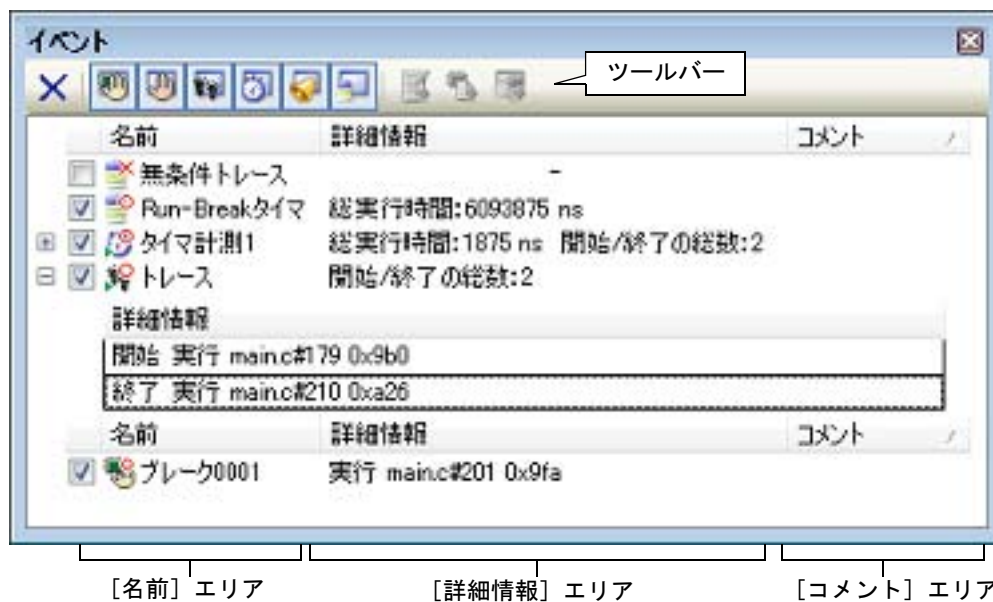 イベント
ツールバー
名前 詳細情報 コメント
無条件トレース -
Run-Breakタイマ 総実行時間:6093875 ns
タイマ計測1 総実行時間:1875 ns 開始/終了の総数:2
トレース 開始/終了の総数:2
詳細情報
開始 実行 main.c#179 0x9b0
終了 実行 main.c#210 0xa26
名前 詳細情報 コメント
ブレーク0001 実行 main.c#201 0x9fa
[名前] エリア [詳細情報] エリア [コメント] エリア